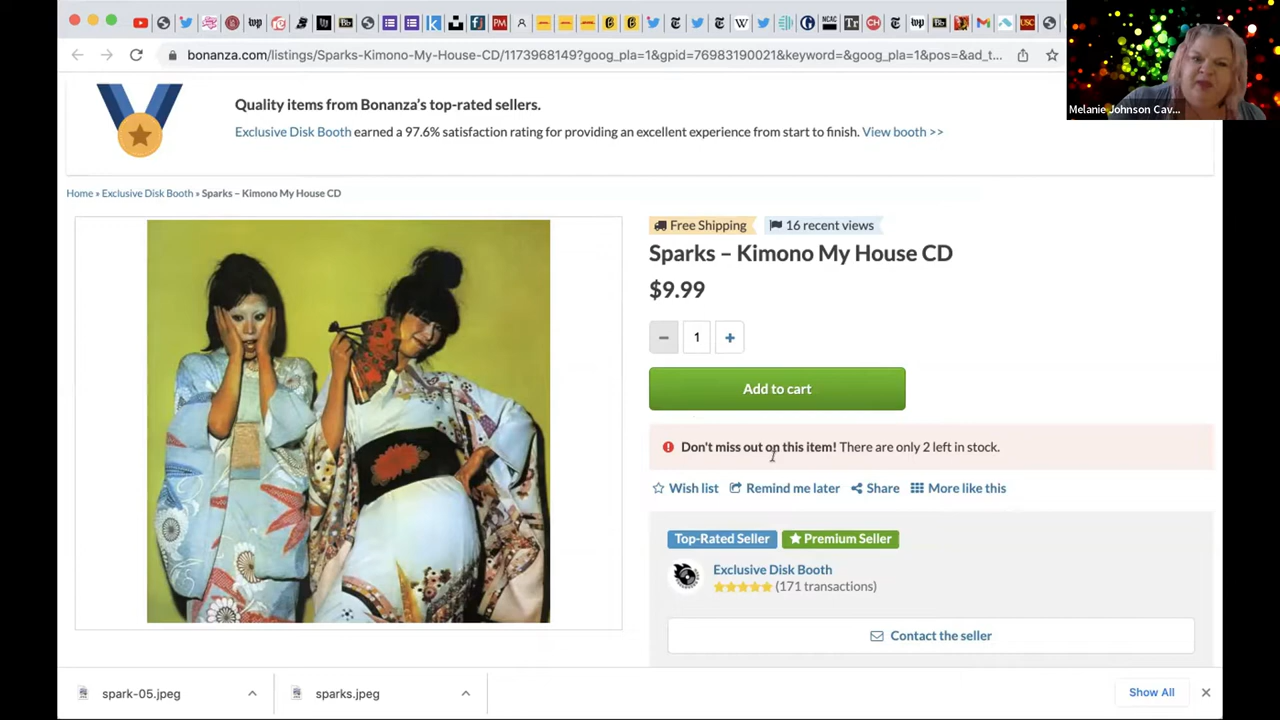 bonanza.com/listings/Sparks-Kimono-My-House-CD/1173968149?goog_pla=1&gpid=76983190021&keyword=&goog_pla=1&pos=&ad_t...
Melanie Johnson Cav...
Quality items from Bonanza's top-rated sellers.
Exclusive Disk Booth earned a 97.6% satisfaction rating for providing an excellent experience from start to finish. View booth >>
Home » Exclusive Disk Booth » Sparks – Kimono My House CD
Free Shipping 16 recent views
Sparks – Kimono My House CD
$9.99
− 1 +
Add to cart
Don't miss out on this item! There are only 2 left in stock.
Wish list Remind me later Share More like this
Top-Rated Seller Premium Seller
Exclusive Disk Booth
(171 transactions)
Contact the seller
spark-05.jpeg sparks.jpeg Show All